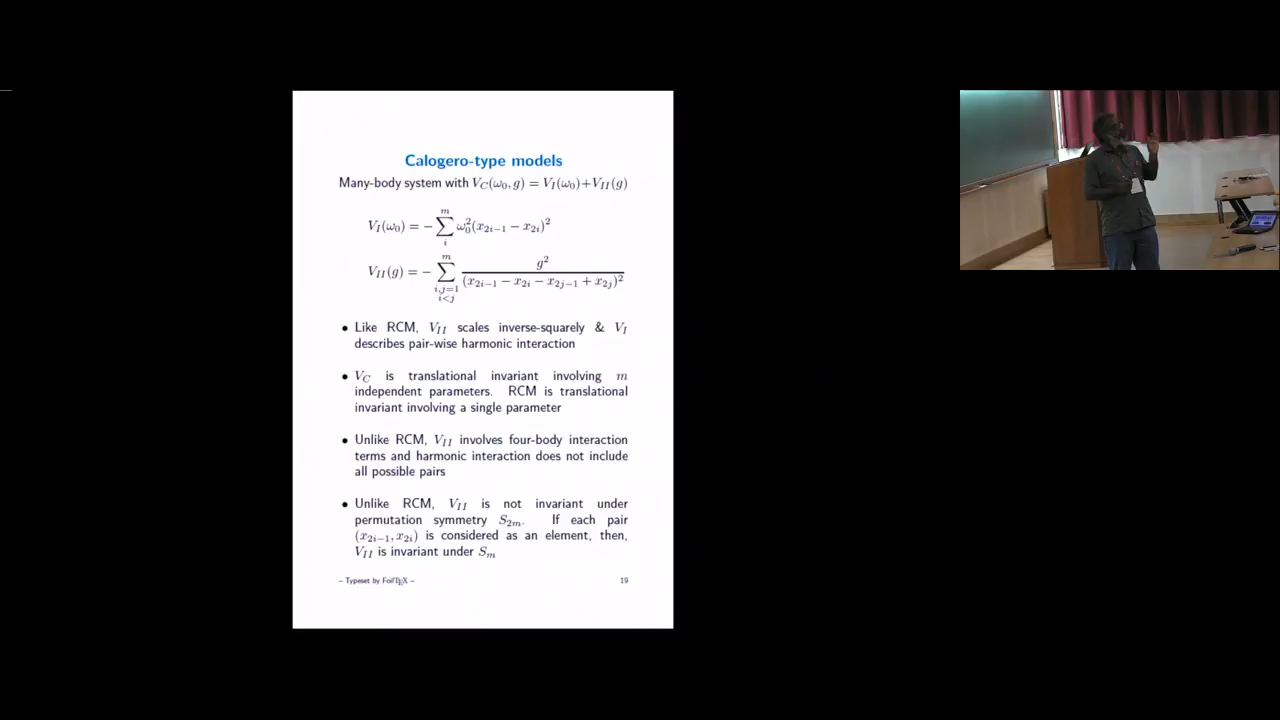 Calogero-type models
Many-body system with V_C(ω_0, g) = V_I(ω_0)+V_{II}(g)
V_I(ω_0) = −∑_i^m ω_0^2(x_{2i−1} − x_{2i})^2
V_{II}(g) = −∑_{i,j=1, i<j}^m g^2/(x_{2i−1} − x_{2i} − x_{2j−1} + x_{2j})^2
• Like RCM, V_{II} scales inverse-squarely & V_I
describes pair-wise harmonic interaction
• V_C is translational invariant involving m
independent parameters. RCM is translational
invariant involving a single parameter
• Unlike RCM, V_{II} involves four-body interaction
terms and harmonic interaction does not include
all possible pairs
• Unlike RCM, V_{II} is not invariant under
permutation symmetry S_{2m}. If each pair
(x_{2i−1}, x_{2i}) is considered as an element, then,
V_{II} is invariant under S_m
– Typeset by FoilTEX – 19